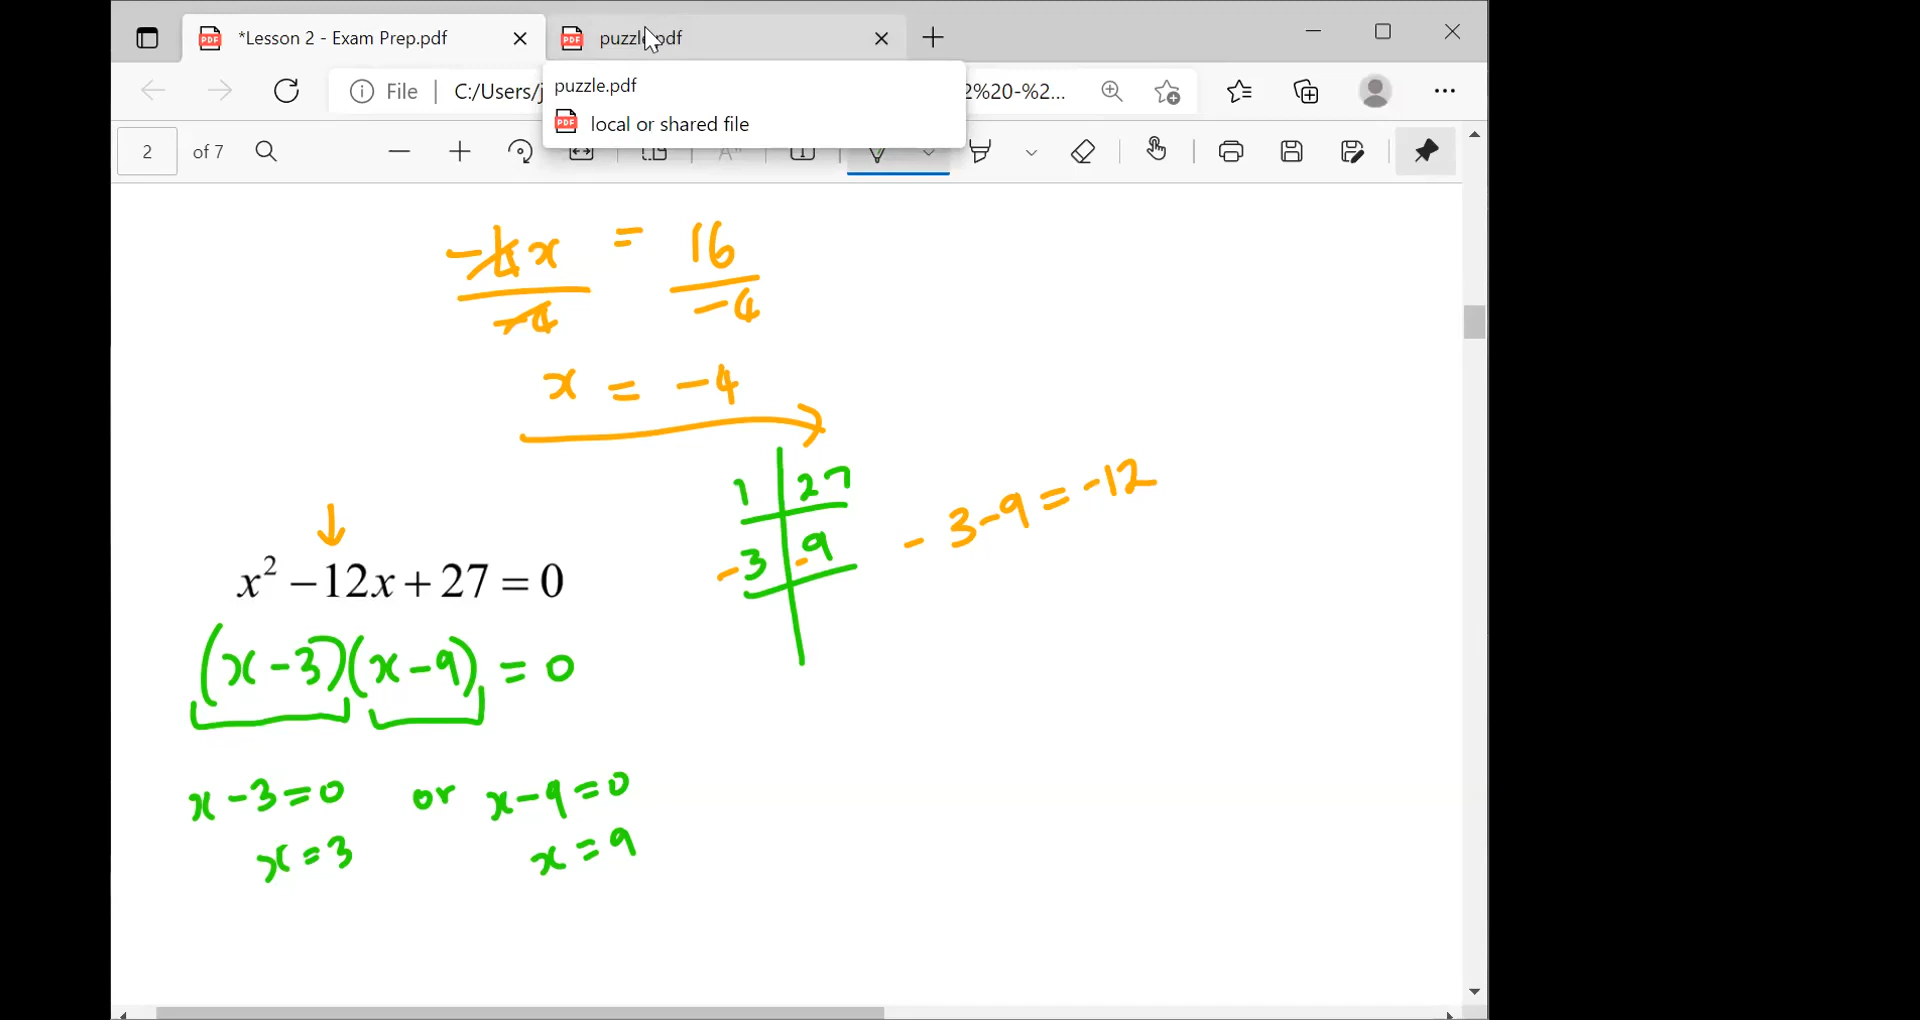 *Lesson 2 - Exam Prep.pdf
puzzle.pdf
File
C:/Users/j
2%20-%2...
puzzle.pdf
local or shared file
2 of 7
-4x = 16
-4 -4
x = -4
1 27
-3 -9
- 3-9 = -12
x² − 12x + 27 = 0
(x-3)(x-9) = 0
x-3=0 or x-9=0
x=3 x=9